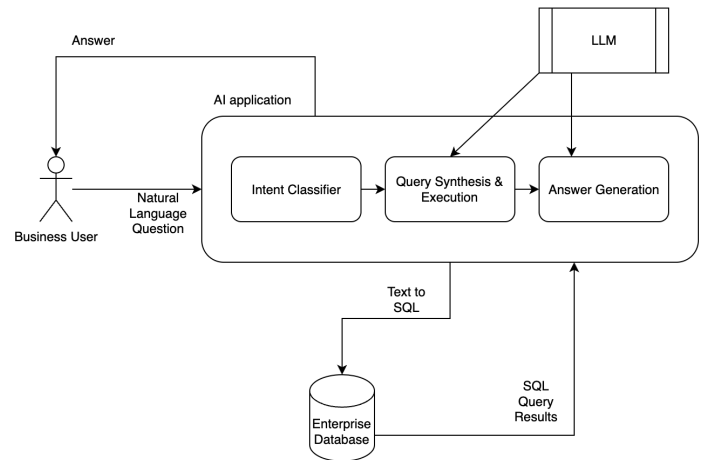 Answer
LLM
AI application
Intent Classifier
Query Synthesis &
Execution
Answer Generation
Natural
Language
Question
Business User
Text to
SQL
SQL
Query
Results
Enterprise
Database